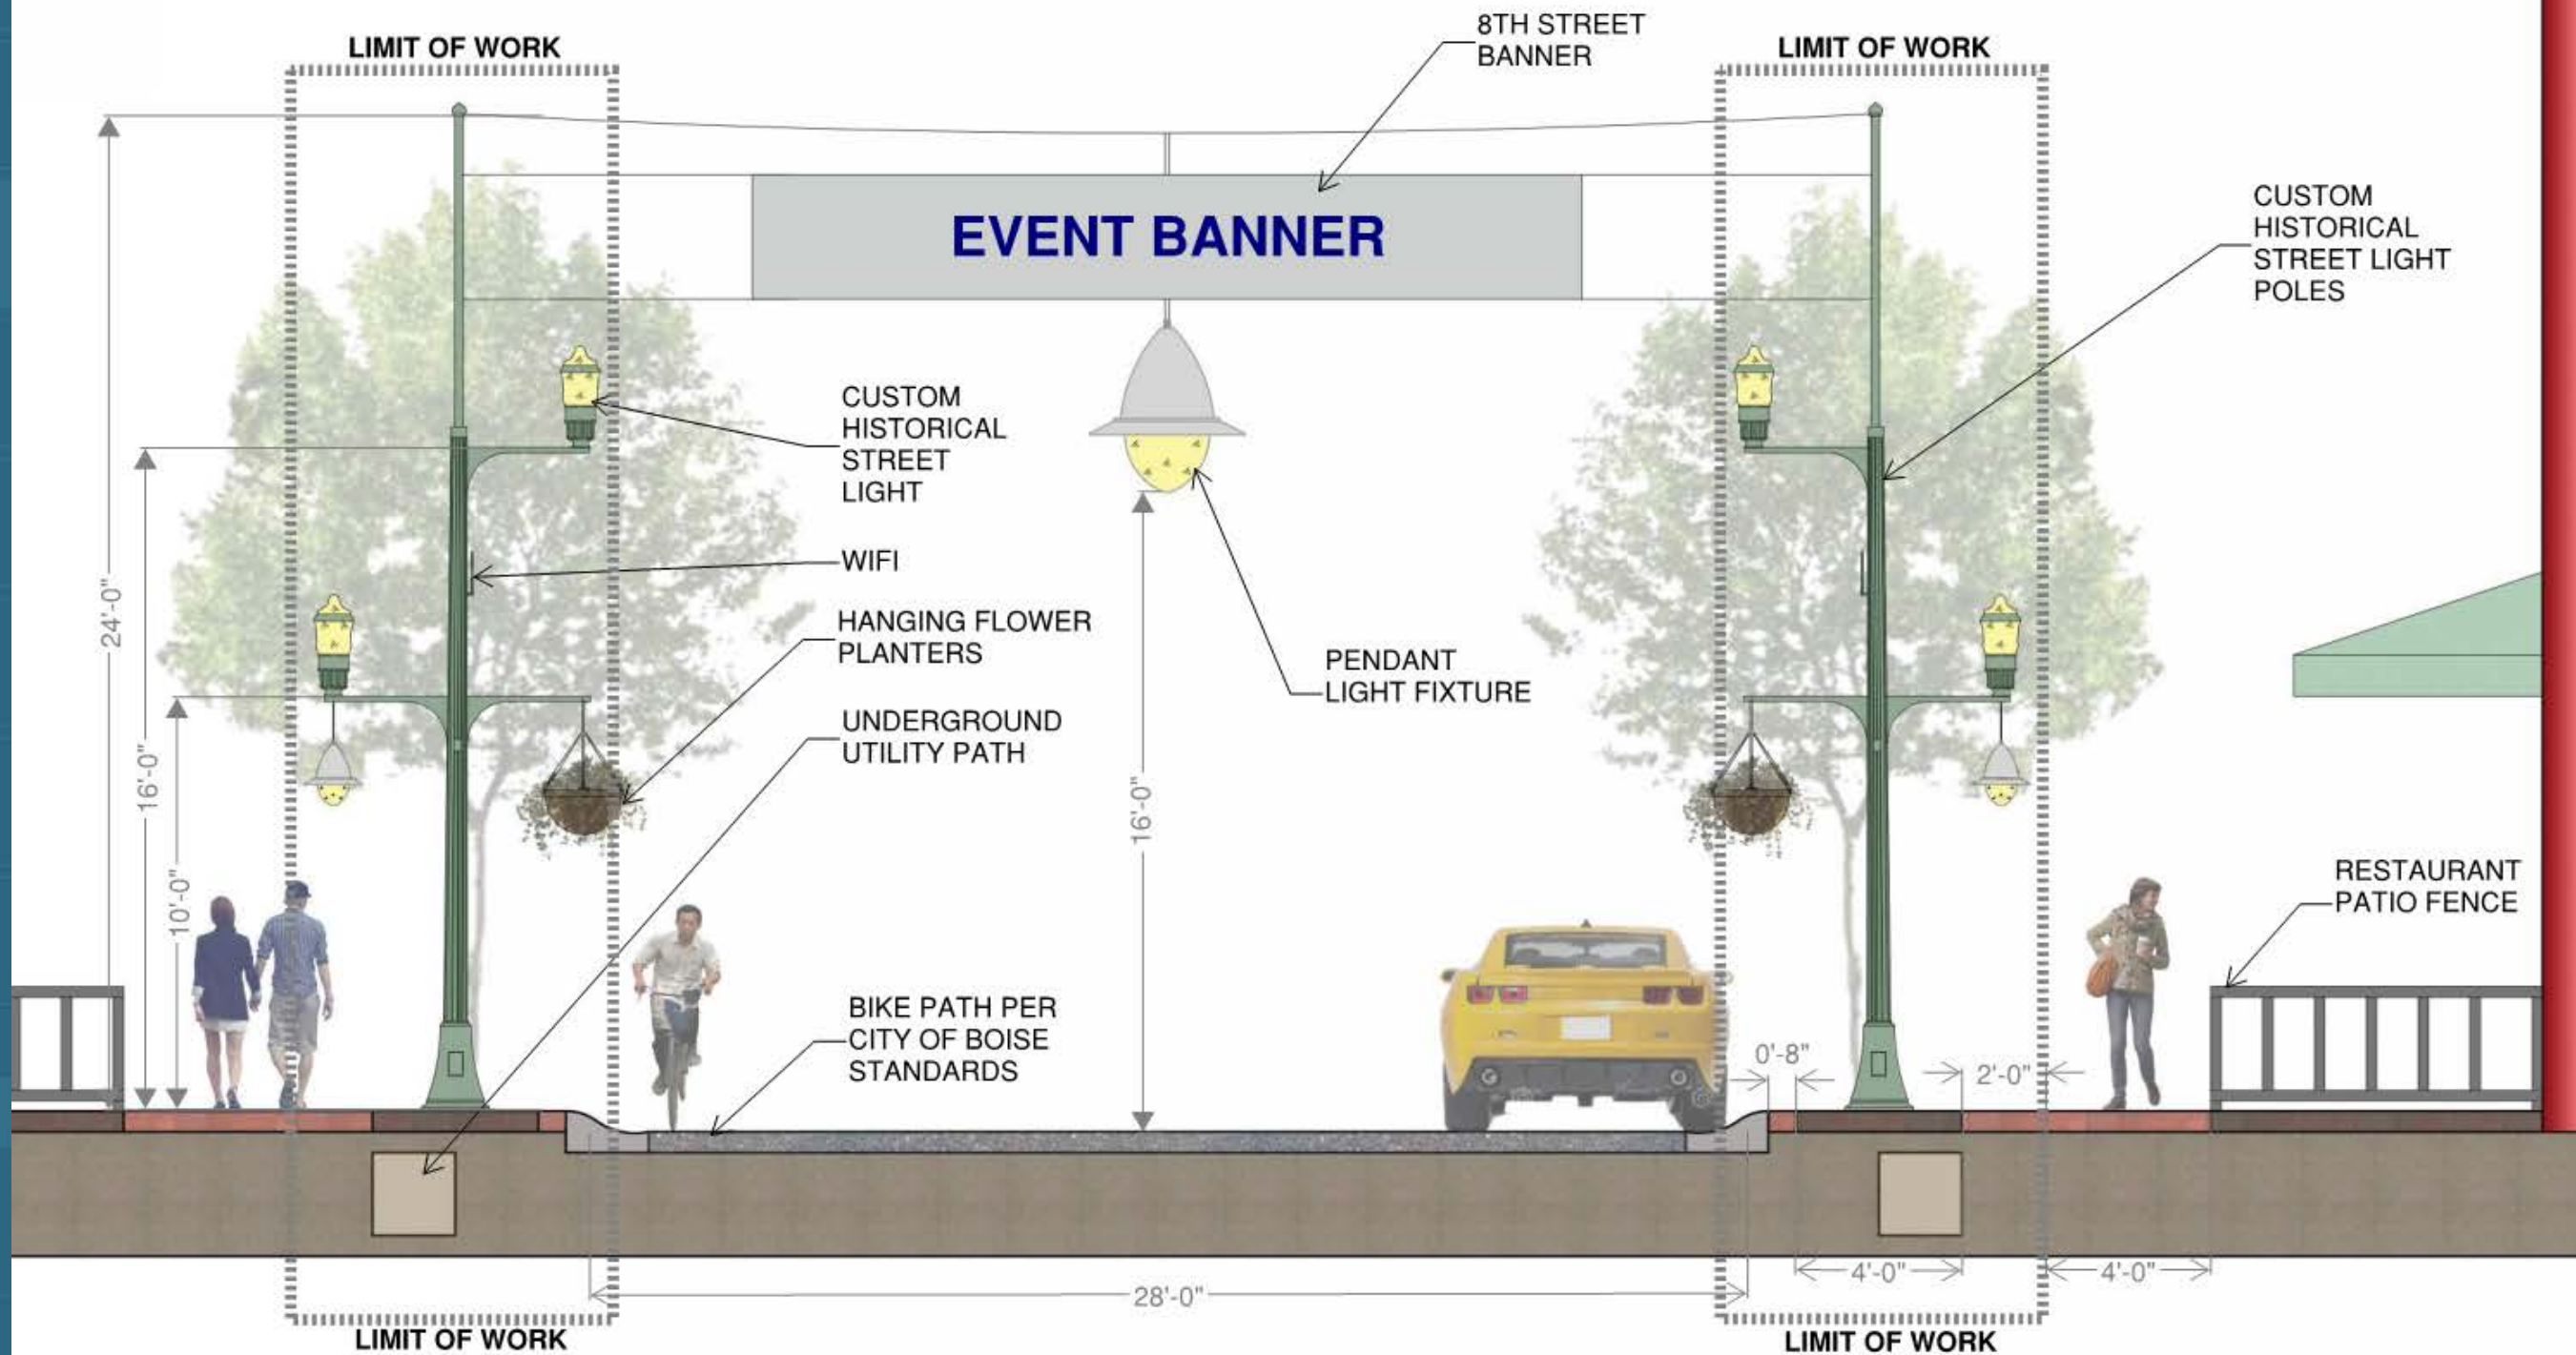 LIMIT OF WORK
8TH STREET
BANNER
LIMIT OF WORK
EVENT BANNER
CUSTOM
HISTORICAL
STREET LIGHT
POLES
CUSTOM
HISTORICAL
STREET
LIGHT
WIFI
HANGING FLOWER
PLANTERS
PENDANT
LIGHT FIXTURE
UNDERGROUND
UTILITY PATH
24'-0"
16'-0"
10'-0"
16'-0"
RESTAURANT
PATIO FENCE
BIKE PATH PER
CITY OF BOISE
STANDARDS
0'-8"
2'-0"
4'-0"
4'-0"
28'-0"
LIMIT OF WORK
LIMIT OF WORK